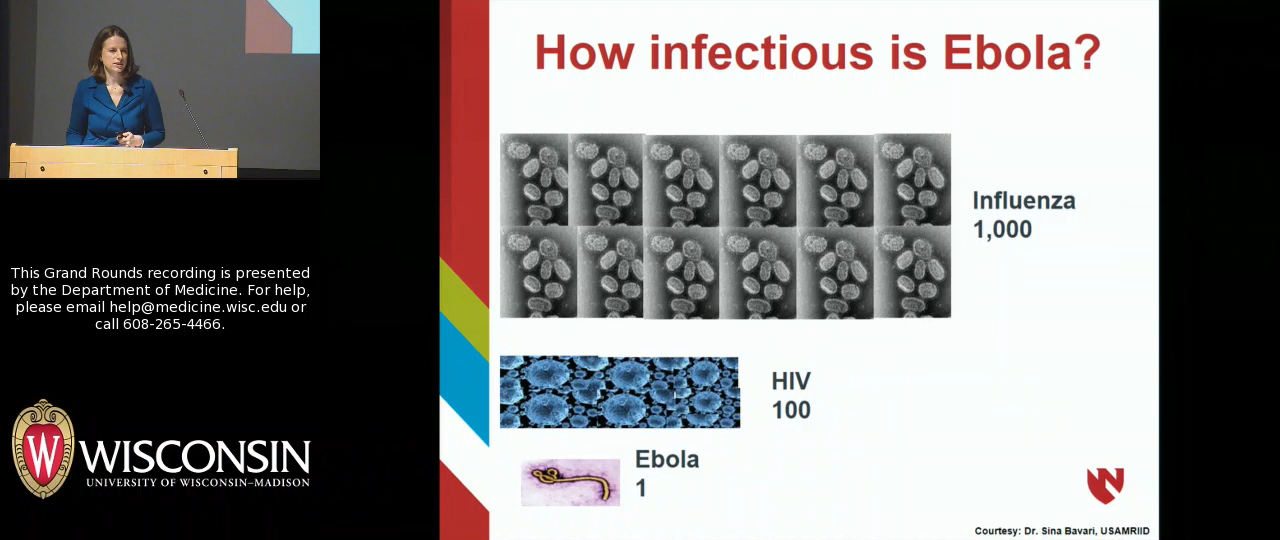 How infectious is Ebola?
Influenza
1,000
HIV
100
Ebola
1
Courtesy: Dr. Sina Bavari, USAMRIID
This Grand Rounds recording is presented
by the Department of Medicine. For help,
please email help@medicine.wisc.edu or
call 608-265-4466.
W
WISCONSIN
UNIVERSITY OF WISCONSIN–MADISON
N